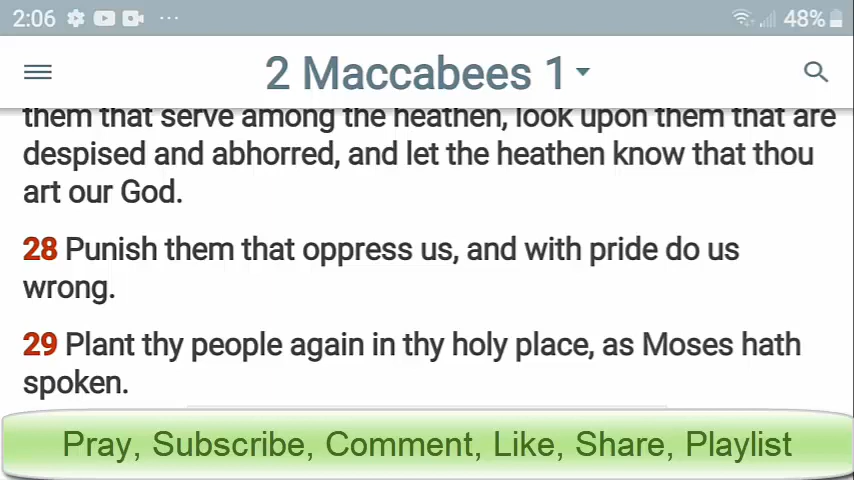 2:06 ... 48%
2 Maccabees 1
them that serve among the heathen, look upon them that are
despised and abhorred, and let the heathen know that thou
art our God.
28 Punish them that oppress us, and with pride do us
wrong.
29 Plant thy people again in thy holy place, as Moses hath
spoken.
Pray, Subscribe, Comment, Like, Share, Playlist